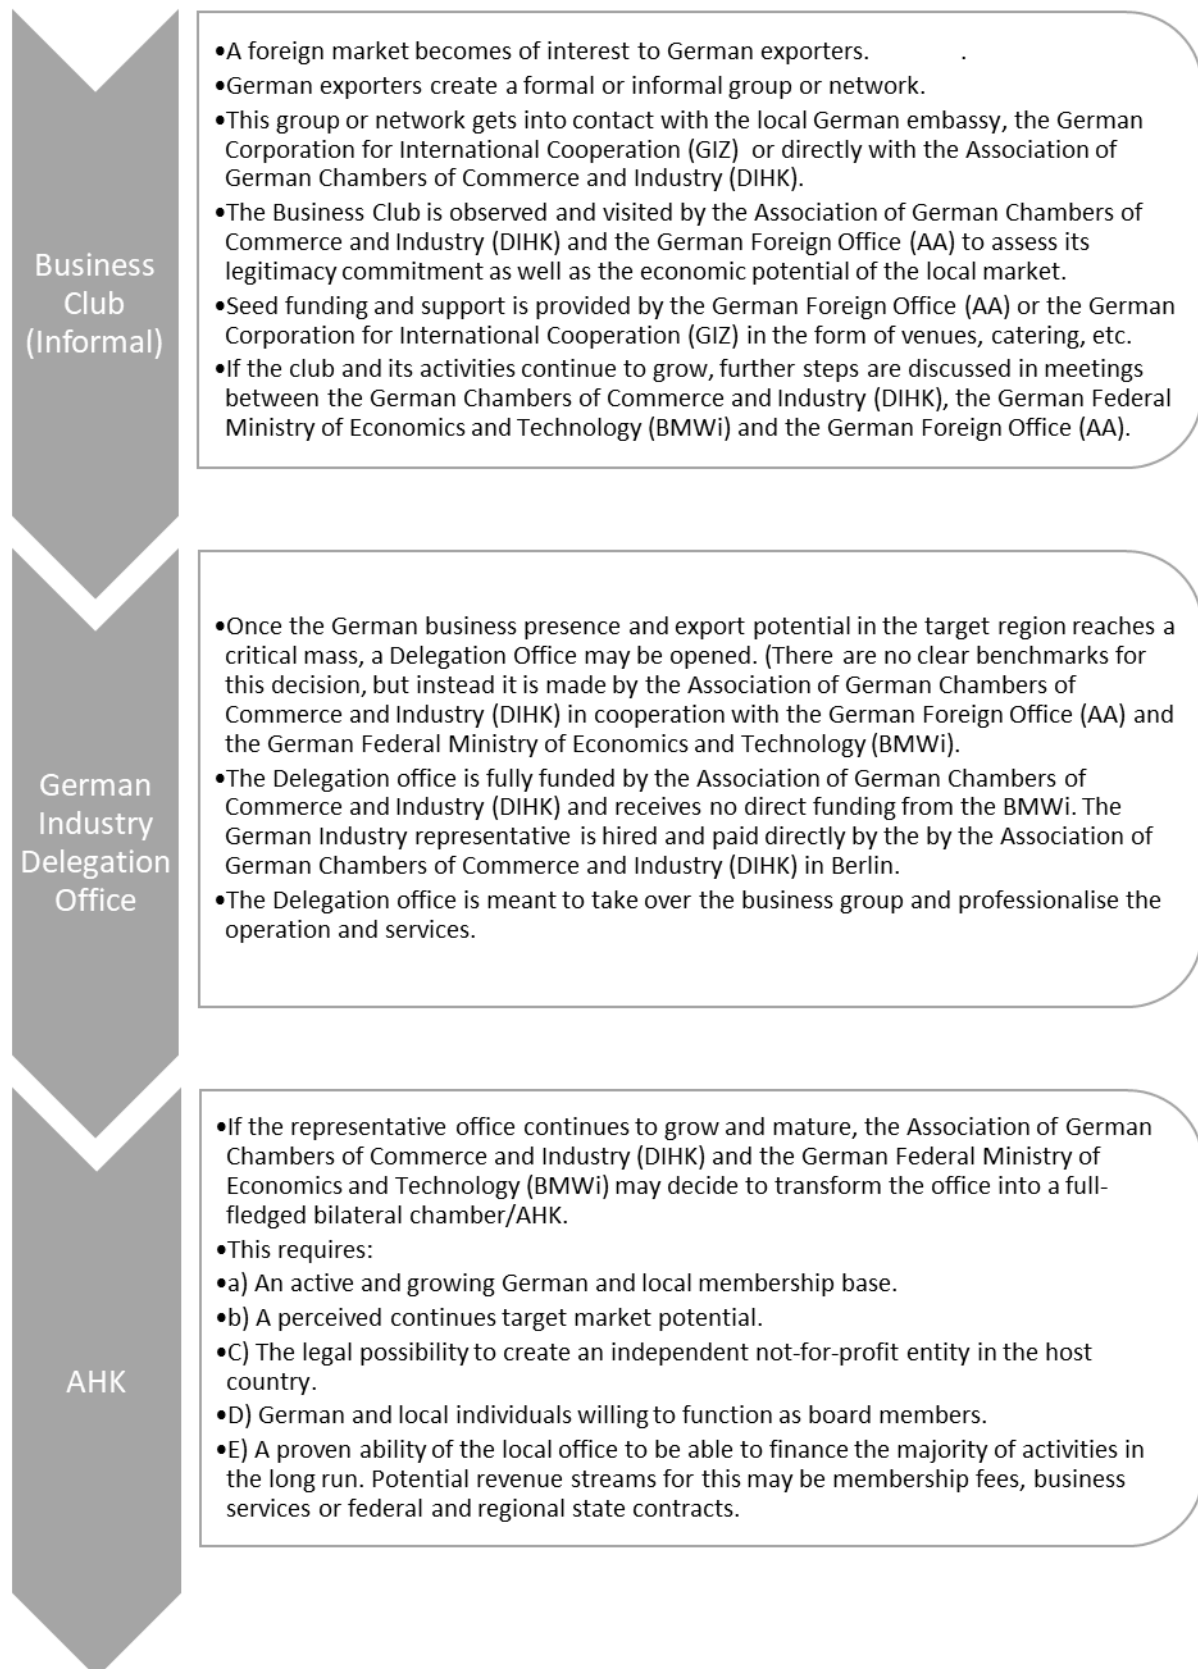 Business
Club
(Informal)
•A foreign market becomes of interest to German exporters. .
•German exporters create a formal or informal group or network.
•This group or network gets into contact with the local German embassy, the German
Corporation for International Cooperation (GIZ) or directly with the Association of
German Chambers of Commerce and Industry (DIHK).
•The Business Club is observed and visited by the Association of German Chambers of
Commerce and Industry (DIHK) and the German Foreign Office (AA) to assess its
legitimacy commitment as well as the economic potential of the local market.
•Seed funding and support is provided by the German Foreign Office (AA) or the German
Corporation for International Cooperation (GIZ) in the form of venues, catering, etc.
•If the club and its activities continue to grow, further steps are discussed in meetings
between the German Chambers of Commerce and Industry (DIHK), the German Federal
Ministry of Economics and Technology (BMWi) and the German Foreign Office (AA).
German
Industry
Delegation
Office
•Once the German business presence and export potential in the target region reaches a
critical mass, a Delegation Office may be opened. (There are no clear benchmarks for
this decision, but instead it is made by the Association of German Chambers of
Commerce and Industry (DIHK) in cooperation with the German Foreign Office (AA) and
the German Federal Ministry of Economics and Technology (BMWi).
•The Delegation office is fully funded by the Association of German Chambers of
Commerce and Industry (DIHK) and receives no direct funding from the BMWi. The
German Industry representative is hired and paid directly by the by the Association of
German Chambers of Commerce and Industry (DIHK) in Berlin.
•The Delegation office is meant to take over the business group and professionalise the
operation and services.
AHK
•If the representative office continues to grow and mature, the Association of German
Chambers of Commerce and Industry (DIHK) and the German Federal Ministry of
Economics and Technology (BMWi) may decide to transform the office into a full-
fledged bilateral chamber/AHK.
•This requires:
•a) An active and growing German and local membership base.
•b) A perceived continues target market potential.
•C) The legal possibility to create an independent not-for-profit entity in the host
country.
•D) German and local individuals willing to function as board members.
•E) A proven ability of the local office to be able to finance the majority of activities in
the long run. Potential revenue streams for this may be membership fees, business
services or federal and regional state contracts.